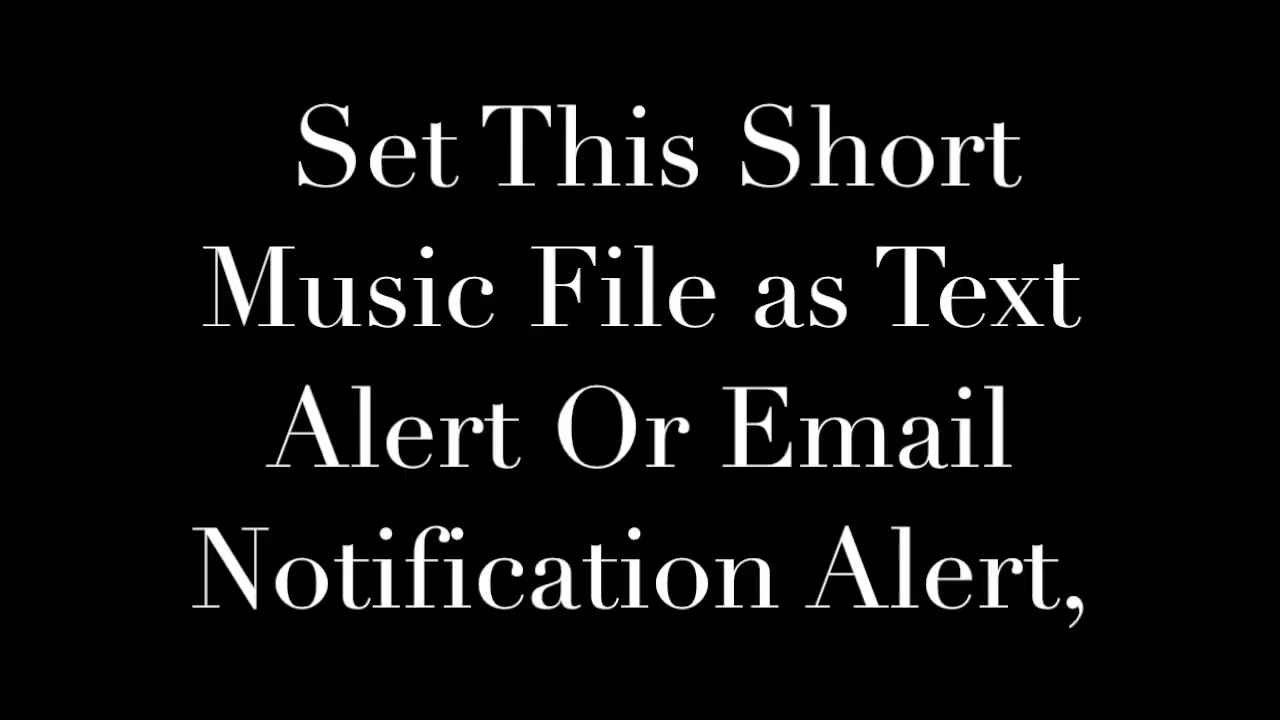 Set This Short
Music File as Text
Alert Or Email
Notification Alert,